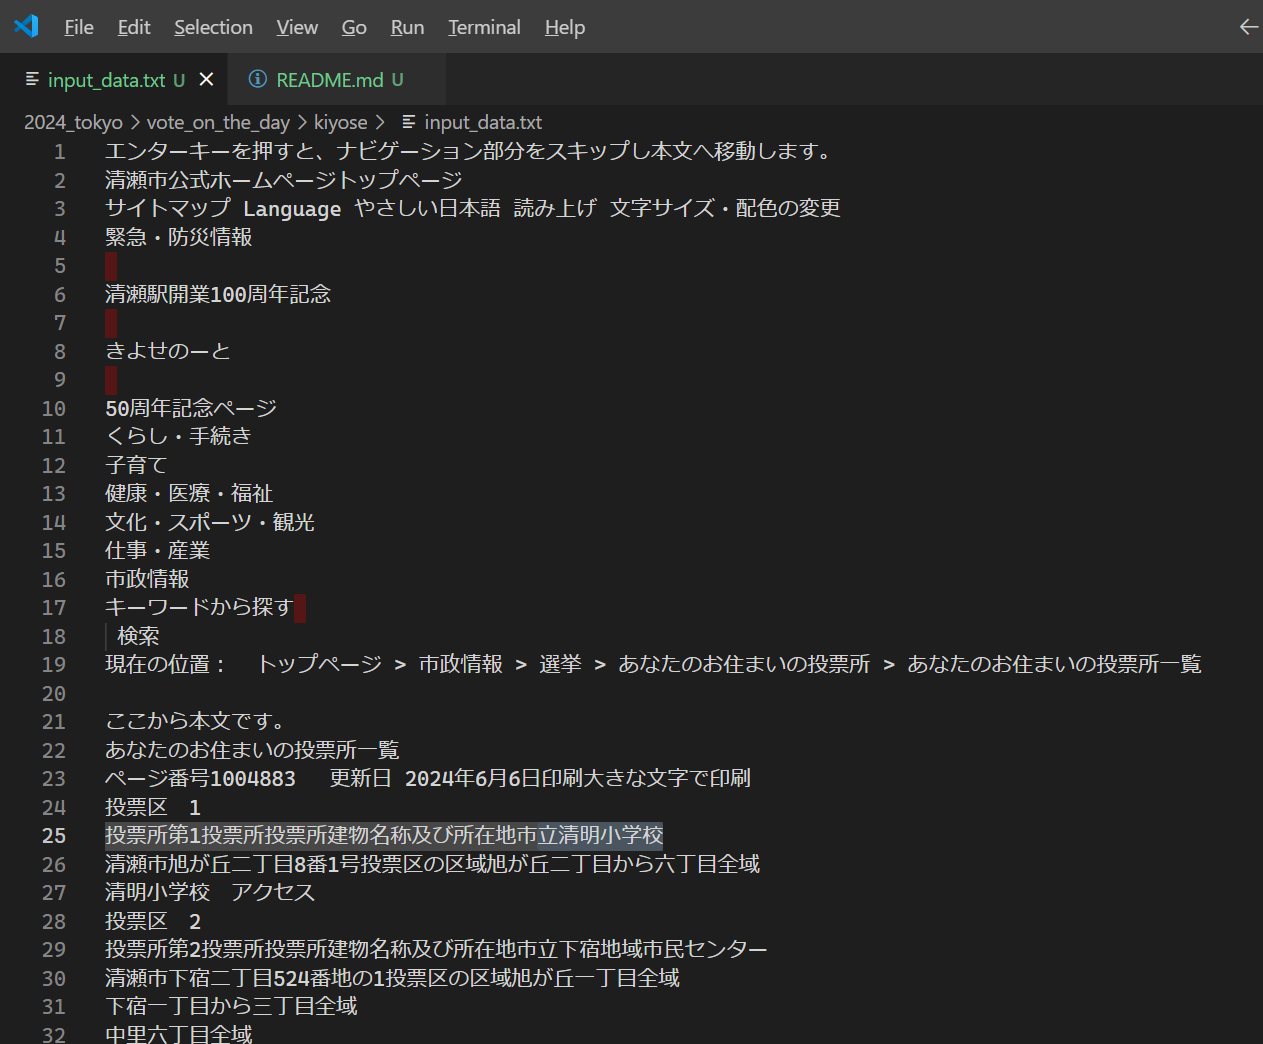 File Edit Selection View Go Run Terminal Help
input_data.txt U README.md U
2024_tokyo > vote_on_the_day > kiyose > input_data.txt
1 エンターキーを押すと、ナビゲーション部分をスキップし本文へ移動します。
2 清瀬市公式ホームページトップページ
3 サイトマップ Language やさしい日本語 読み上げ 文字サイズ・配色の変更
4 緊急・防災情報
5
6 清瀬駅開業100周年記念
7
8 きよせのーと
9
10 50周年記念ページ
11 くらし・手続き
12 子育て
13 健康・医療・福祉
14 文化・スポーツ・観光
15 仕事・産業
16 市政情報
17 キーワードから探す
18 検索
19 現在の位置： トップページ > 市政情報 > 選挙 > あなたのお住まいの投票所 > あなたのお住まいの投票所一覧
20
21 ここから本文です。
22 あなたのお住まいの投票所一覧
23 ページ番号1004883 更新日 2024年6月6日印刷大きな文字で印刷
24 投票区 1
25 投票所第1投票所投票所建物名称及び所在地市立清明小学校
26 清瀬市旭が丘二丁目8番1号投票区の区域旭が丘二丁目から六丁目全域
27 清明小学校 アクセス
28 投票区 2
29 投票所第2投票所投票所建物名称及び所在地市立下宿地域市民センター
30 清瀬市下宿二丁目524番地の1投票区の区域旭が丘一丁目全域
31 下宿一丁目から三丁目全域
32 中里六丁目全域